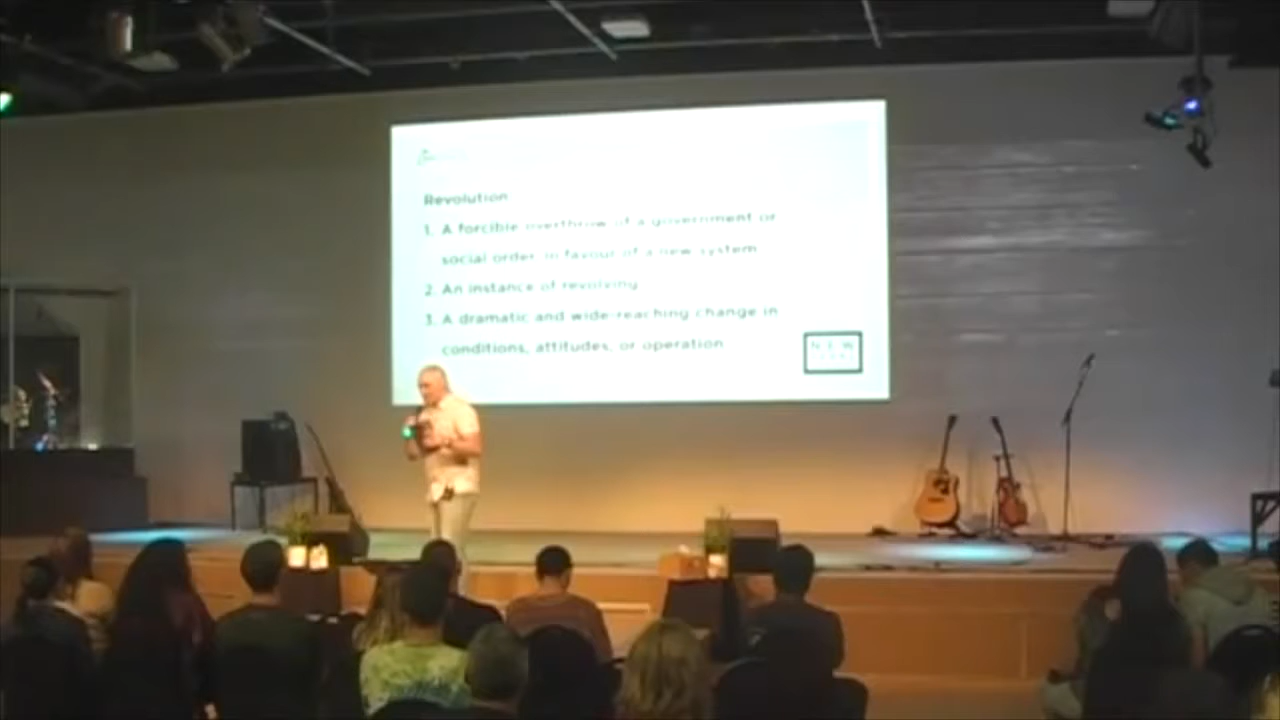 Revolution
1. A forcible overthrow of a government or
social order, in favour of a new system.
2. An instance of revolving.
3. A dramatic and wide-reaching change in
conditions, attitudes, or operation.
NEW